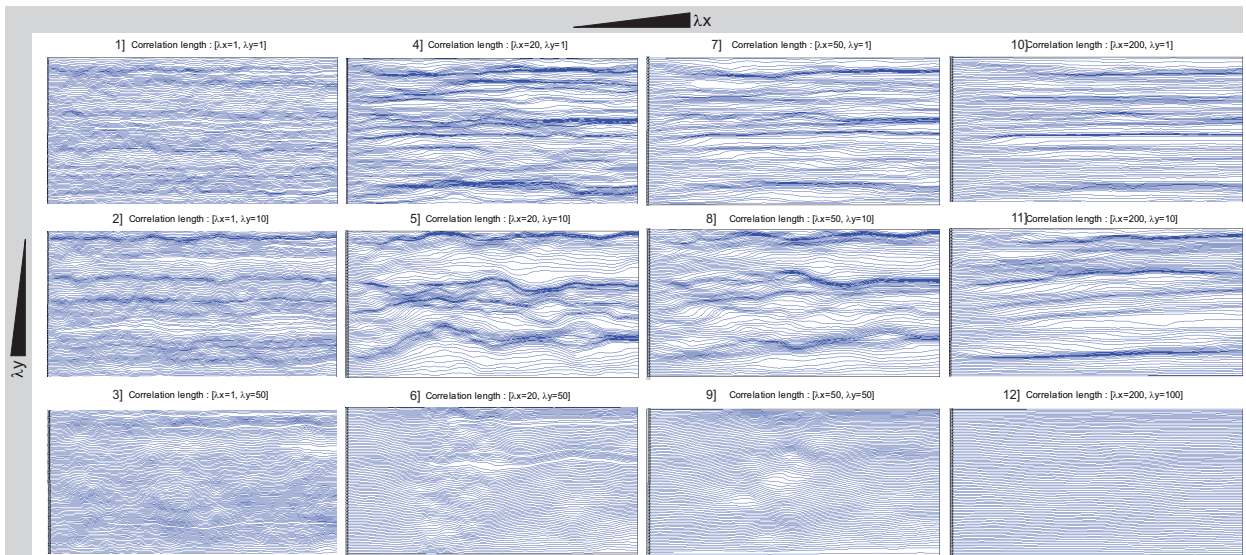 λx
1] Correlation length : [λx=1, λy=1]
4] Correlation length : [λx=20, λy=1]
7] Correlation length : [λx=50, λy=1]
10] Correlation length : [λx=200, λy=1]
2] Correlation length : [λx=1, λy=10]
5] Correlation length : [λx=20, λy=10]
8] Correlation length : [λx=50, λy=10]
11] Correlation length : [λx=200, λy=10]
λy
3] Correlation length : [λx=1, λy=50]
6] Correlation length : [λx=20, λy=50]
9] Correlation length : [λx=50, λy=50]
12] Correlation length : [λx=200, λy=100]